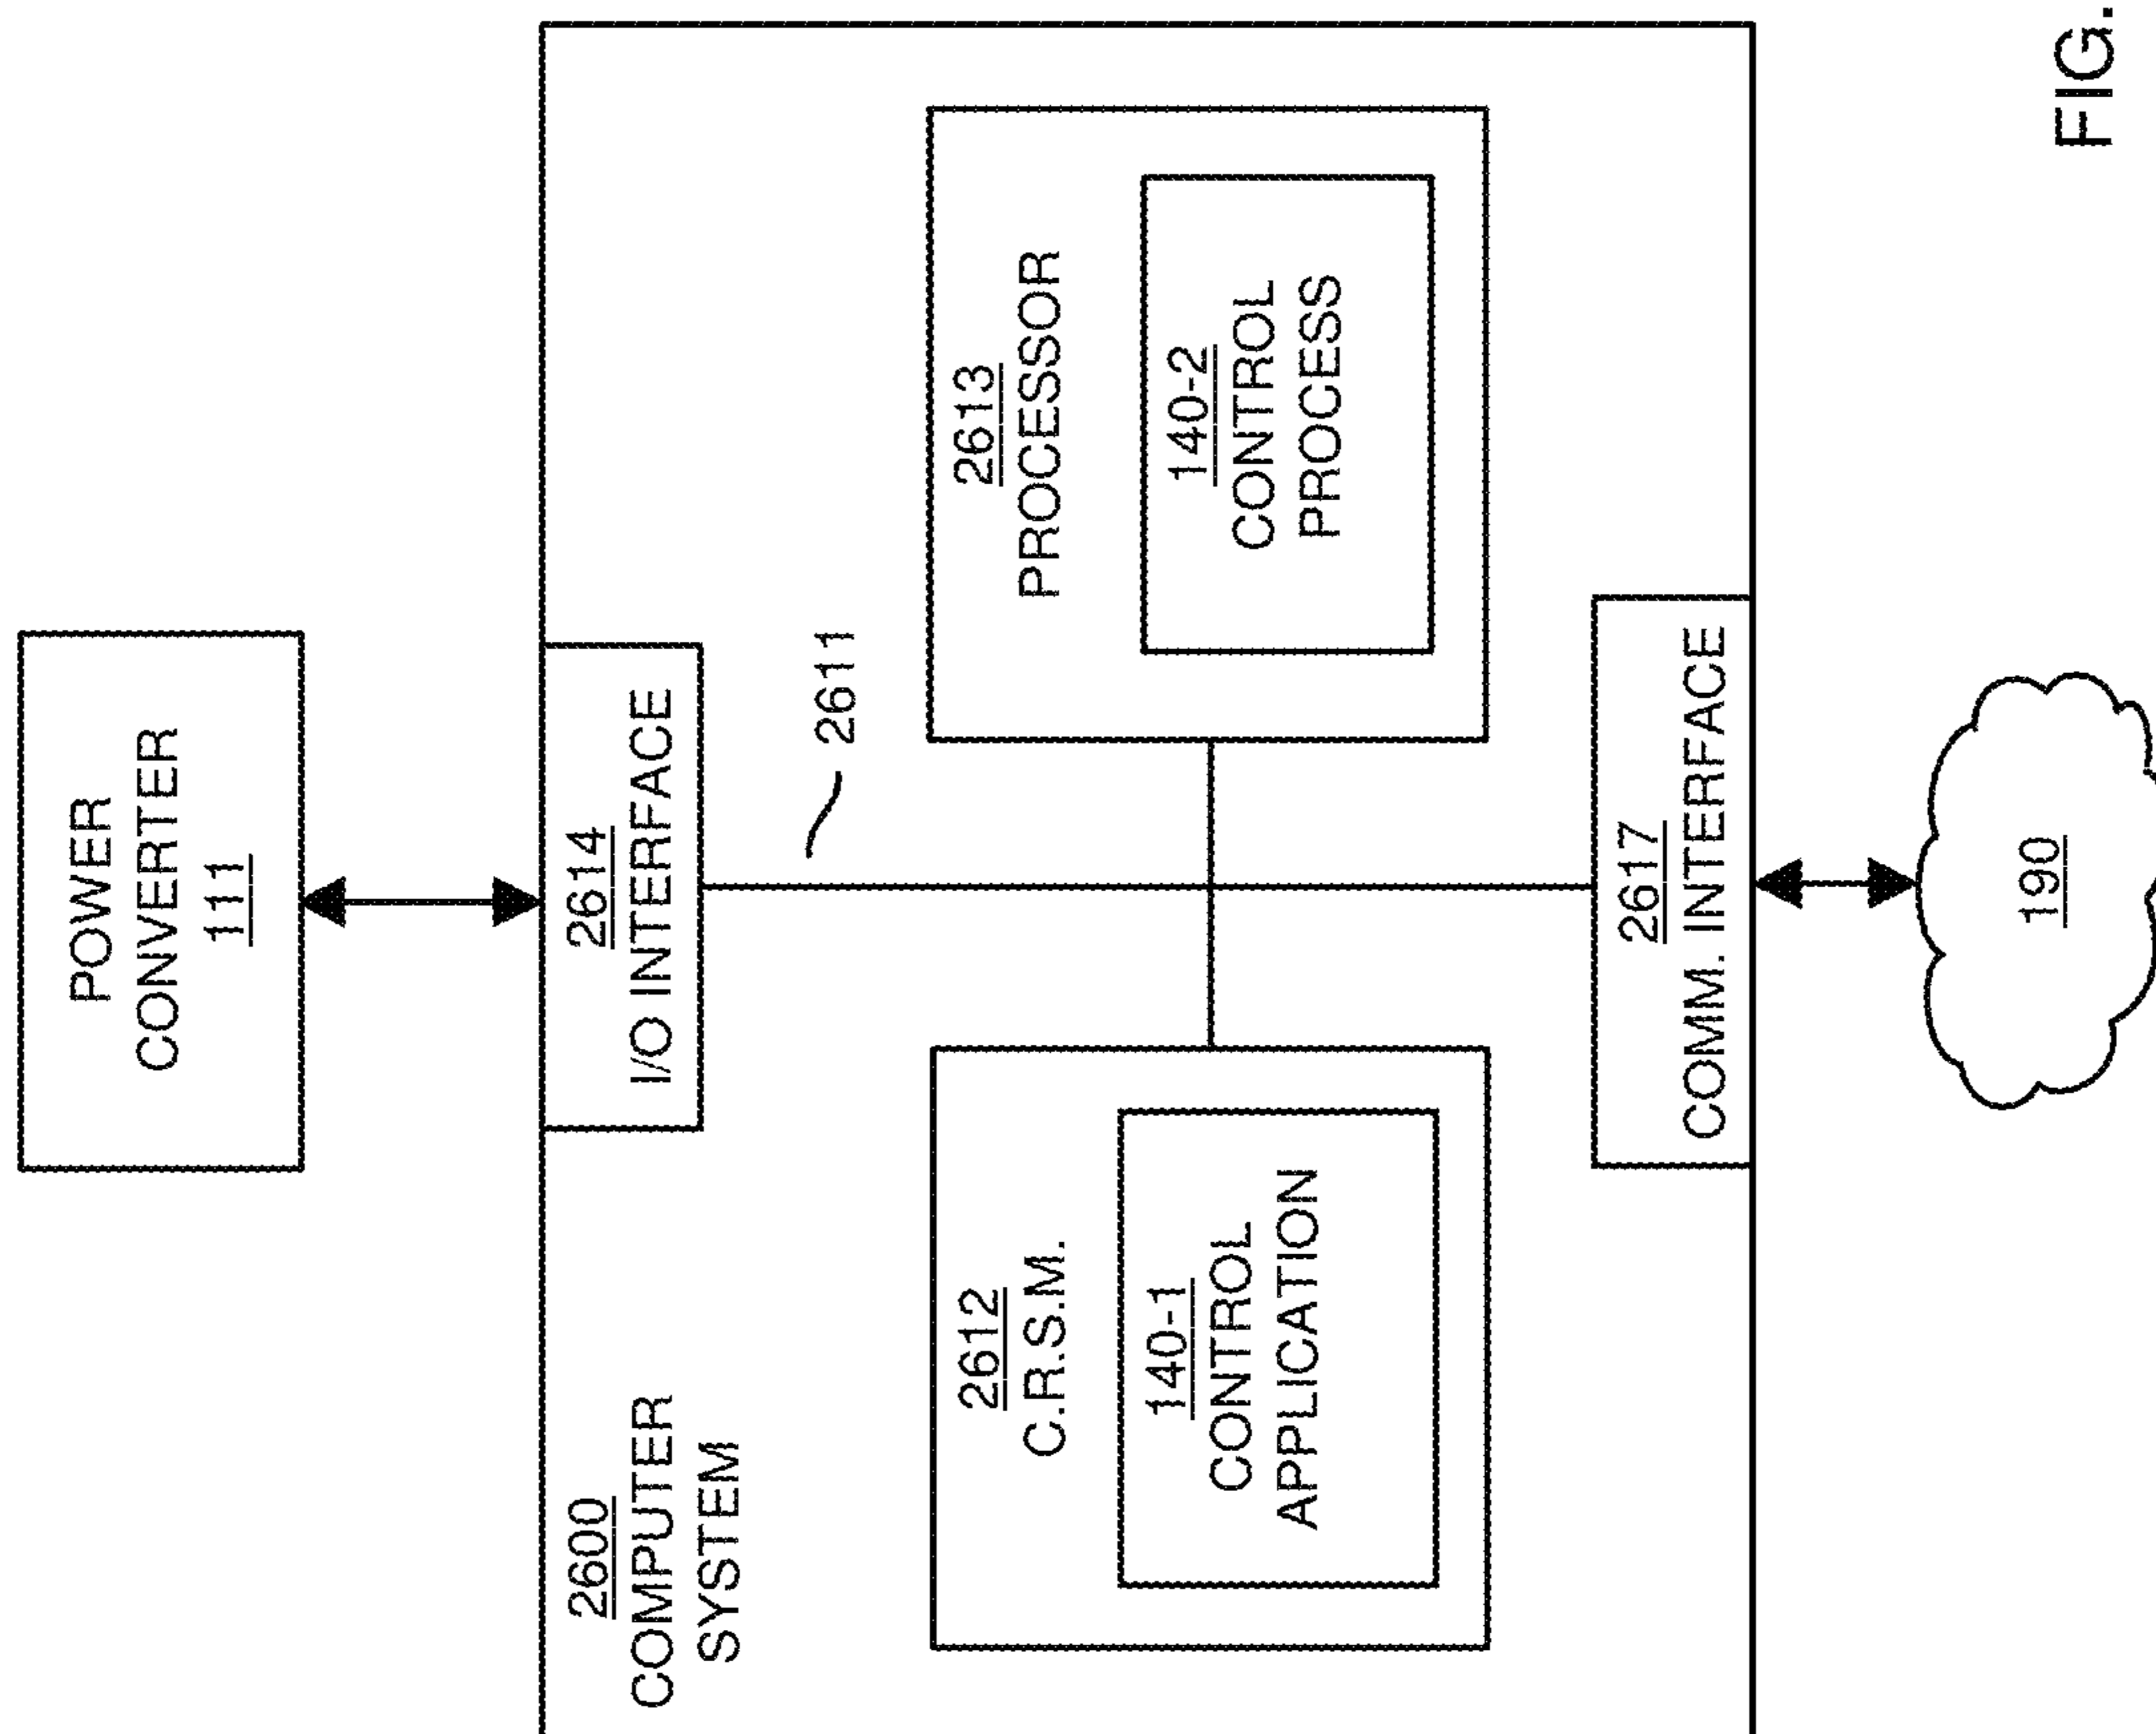 POWER
CONVERTER
111
2600
COMPUTER
SYSTEM
2614
I/O INTERFACE
2611
2612
C.R.S.M.
140-1
CONTROL
APPLICATION
2613
PROCESSOR
140-2
CONTROL
PROCESS
2617
COMM. INTERFACE
190
FIG.